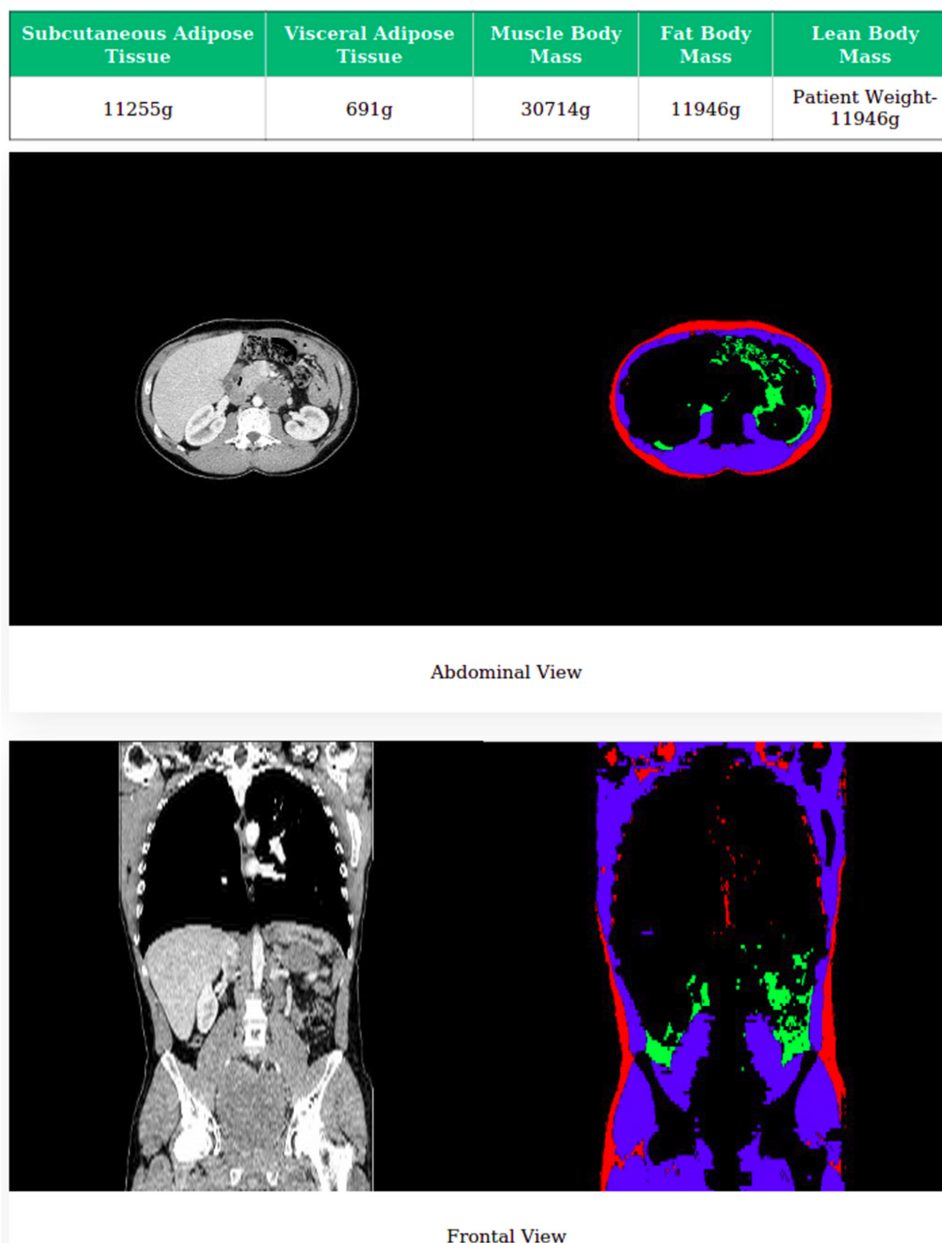 Subcutaneous Adipose Tissue
Visceral Adipose Tissue
Muscle Body Mass
Fat Body Mass
Lean Body Mass
11255g
691g
30714g
11946g
Patient Weight-11946g
Abdominal View
Frontal View